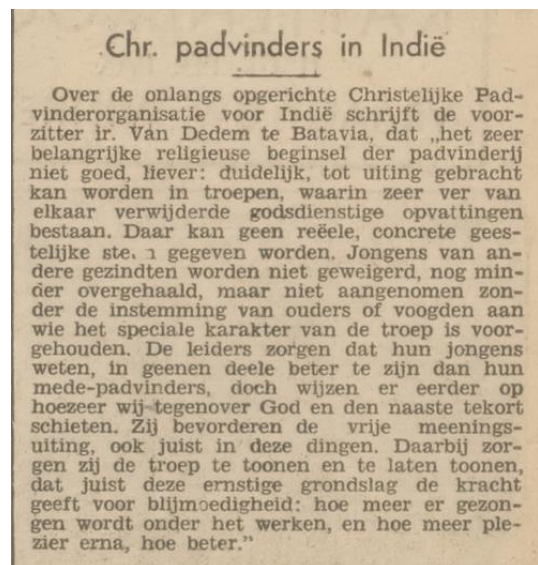 Chr. padvinders in Indië
Over de onlangs opgerichte Christelijke Pad-
vinderorganisatie voor Indië schrijft de voor-
zitter ir. Van Dedem te Batavia, dat „het zeer
belangrijke religieuse beginsel der padvinderij
niet goed, liever: duidelijk, tot uiting gebracht
kan worden in troepen, waarin zeer ver van
elkaar verwijderde godsdienstige opvattingen
bestaan. Daar kan geen reëele, concrete gees-
telijke gegeven worden. Jongens van an-
dere gezindten worden niet geweigerd, nog min-
der overgehaald, maar niet aangenomen zon-
der de instemming van ouders of voogden aan
wie het speciale karakter van de troep is voor-
gehouden. De leiders zorgen dat hun jongens
weten, in geenen deele beter te zijn dan hun
mede-padvinders, doch wijzen er eerder op
hoezeer wij tegenover God en den naaste tekort
schieten. Zij bevorderen de vrije meenings-
uiting, ook juist in deze dingen. Daarbij zor-
gen zij de troep te toonen en te laten toonen,
dat juist deze ernstige grondslag de kracht
geeft voor blijmoedigheid: hoe meer er gezon-
gen wordt onder het werken, en hoe meer ple-
zier erna, hoe beter.”